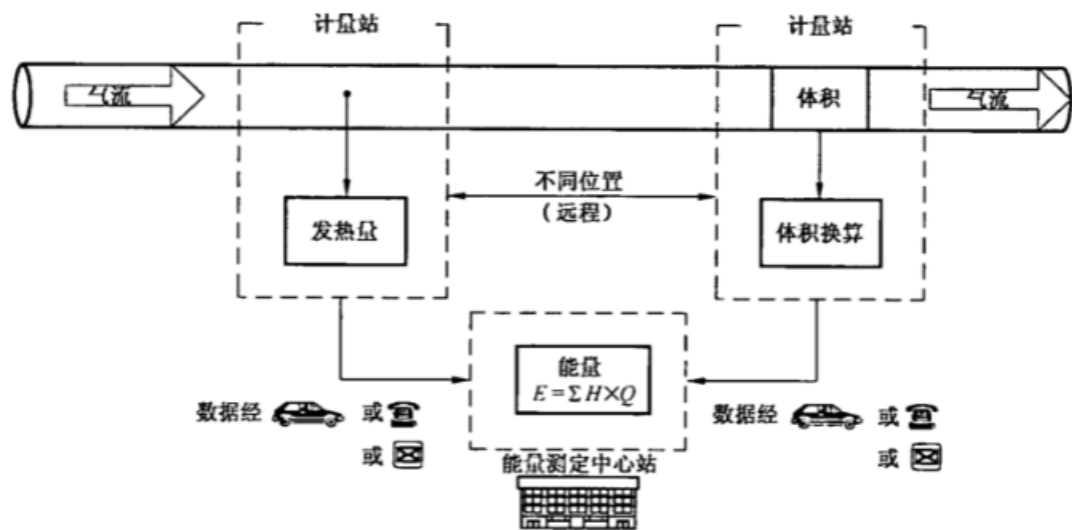 计量站
计量站
气流
体积
气流
不同位置
（远程）
发热量
体积换算
能量
E=ΣH×Q
数据经 或
或
数据经 或
或
能量测定中心站